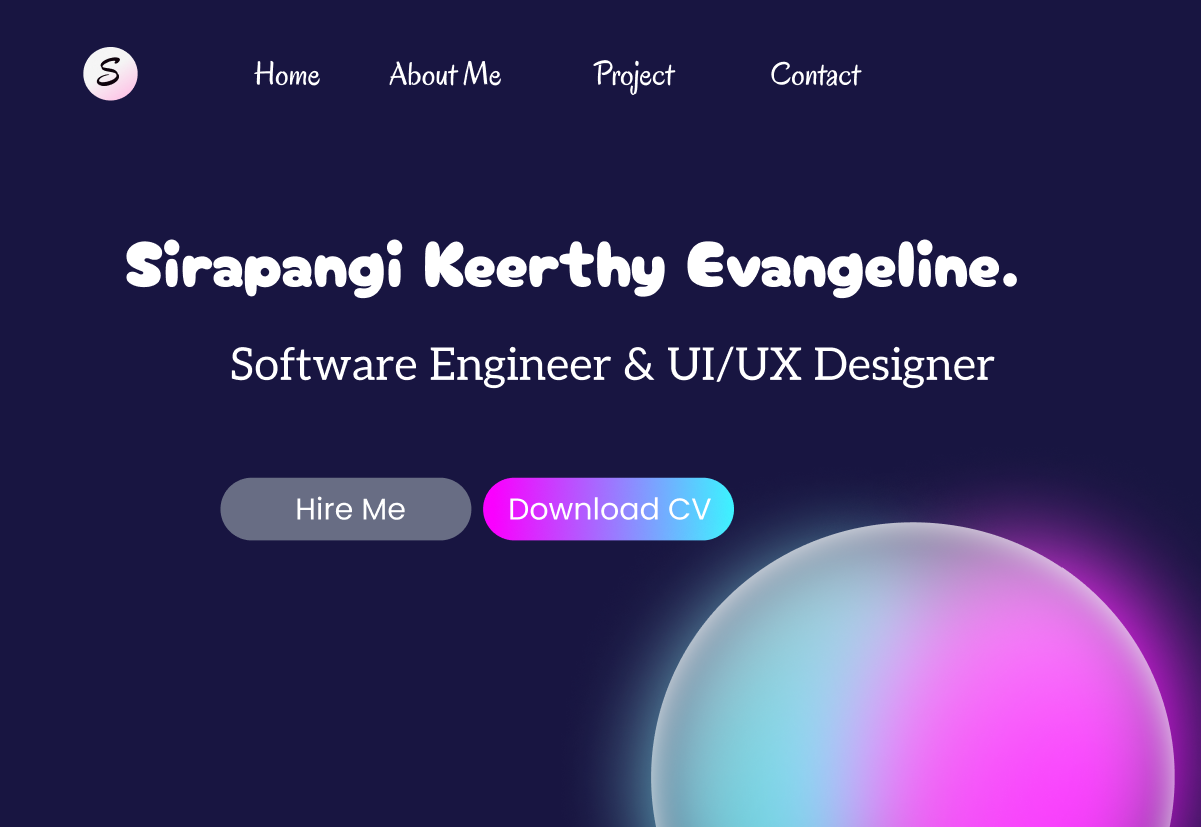 S Home About Me Project Contact
Sirapangi Keerthy Evangeline.
Software Engineer & UI/UX Designer
Hire Me Download CV